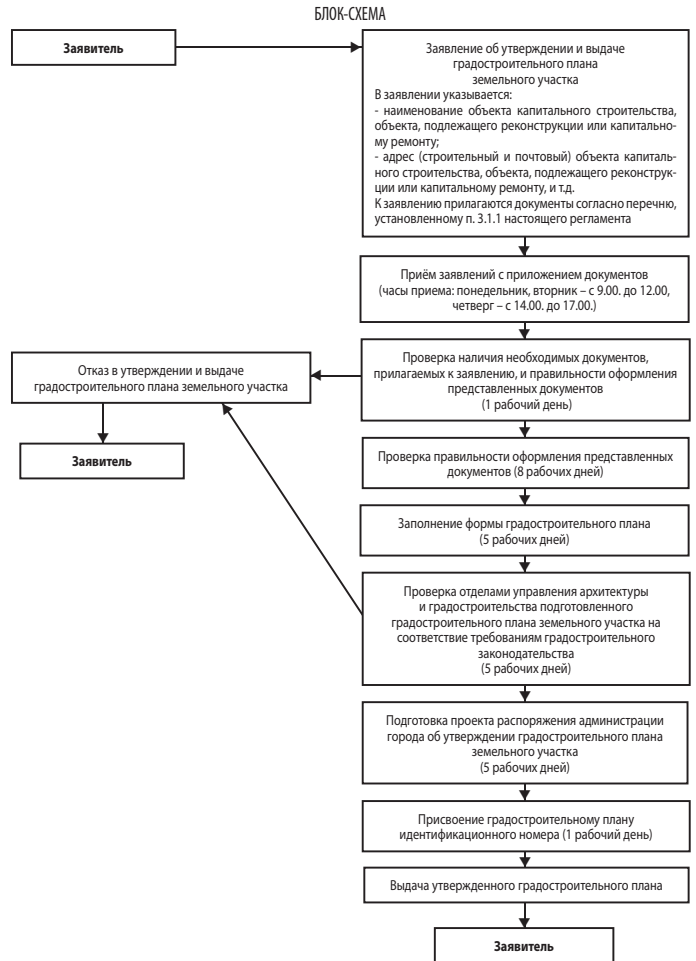 БЛОК-СХЕМА
Заявитель
Заявление об утверждении и выдаче
градостроительного плана
земельного участка
В заявлении указывается:
- наименование объекта капитального строительства,
объекта, подлежащего реконструкции или капитально-
му ремонту;
- адрес (строительный и почтовый) объекта капиталь-
ного строительства, объекта, подлежащего реконструк-
ции или капитальному ремонту, и т.д.
К заявлению прилагаются документы согласно перечню,
установленному п. 3.1.1 настоящего регламента
Приём заявлений с приложением документов
(часы приема: понедельник, вторник – с 9.00. до 12.00,
четверг – с 14.00. до 17.00.)
Проверка наличия необходимых документов,
прилагаемых к заявлению, и правильности оформления
представленных документов
(1 рабочий день)
Отказ в утверждении и выдаче
градостроительного плана земельного участка
Заявитель
Проверка правильности оформления представленных
документов (8 рабочих дней)
Заполнение формы градостроительного плана
(5 рабочих дней)
Проверка отделами управления архитектуры
и градостроительства подготовленного
градостроительного плана земельного участка на
соответствие требованиям градостроительного
законодательства
(5 рабочих дней)
Подготовка проекта распоряжения администрации
города об утверждении градостроительного плана
земельного участка
(5 рабочих дней)
Присвоение градостроительному плану
идентификационного номера (1 рабочий день)
Выдача утвержденного градостроительного плана
Заявитель